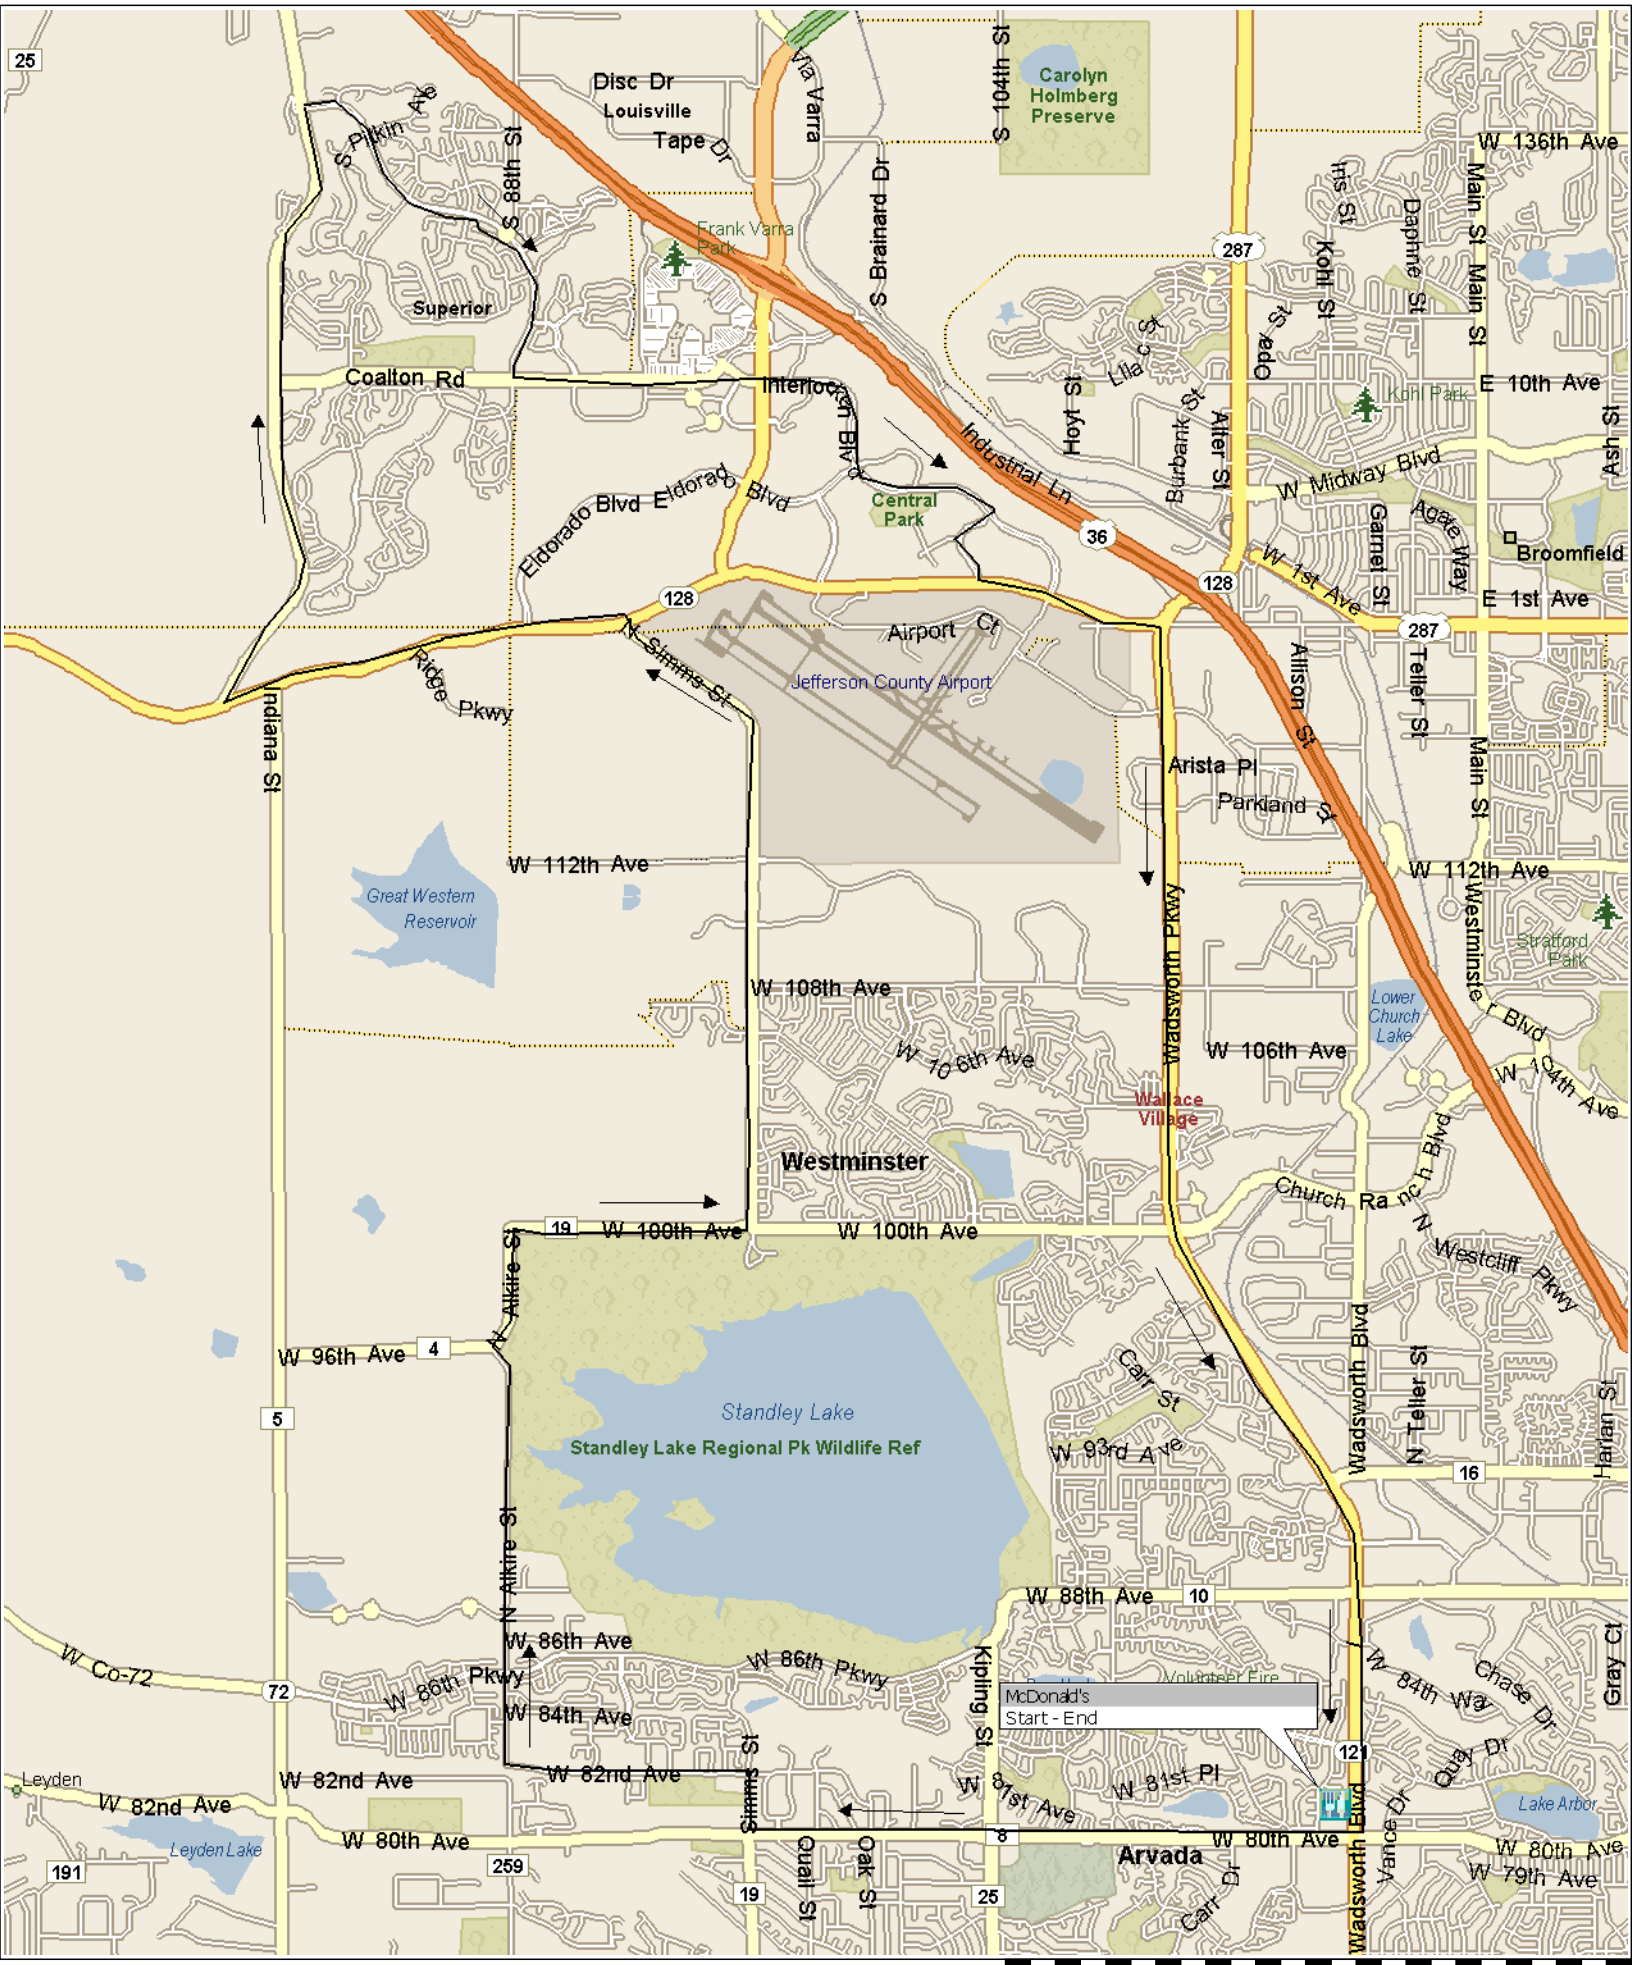 25
Disc Dr
Louisville
Tape Dr
Via Varra
S 104th St
Carolyn
Holmberg
Preserve
W 136th Ave
S Pitkin Av
S 88th St
S Brainard Dr
Iris St
Daphne St
Main St
Main St
Frank Varra
Park
287
Kohl St
Superior
Opal St
Lilac St
Coalton Rd
Interlocken Blvd
Hoyt St
Burbank St
Alter St
Kohl Park
E 10th Ave
Ash St
Industrial Ln
W Midway Blvd
Eldorado Blvd
Eldorado Blvd
Central
Park
36
Garnet St
Agate Way
Broomfield
W 1st Ave
128
128
E 1st Ave
287
Airport Ct
N Simms St
Jefferson County Airport
Allison St
Teller St
Ridge Pkwy
Indiana St
Arista Pl
Parkland St
Main St
W 112th Ave
W 112th Ave
Great Western
Reservoir
Wadsworth Pkwy
Westminster Blvd
Stratford
Park
W 108th Ave
Lower
Church
Lake
W 106th Ave
W 106th Ave
W 104th Ave
Wallace
Village
Westminster
Church Ranch Blvd
19
W 100th Ave
W 100th Ave
N Westcliff Pkwy
N Alkire St
W 96th Ave
4
Carr St
Wadsworth Blvd
N Teller St
Harlan St
5
Standley Lake
Standley Lake Regional Pk Wildlife Ref
W 93rd Ave
16
N Alkire St
W 88th Ave
10
W Co-72
W 86th Ave
W 86th Pkwy
W 86th Pkwy
Kipling St
Volunteer Fire
W 84th Way
Chase Dr
Gray Ct
72
McDonald's
Start - End
W 84th Ave
121
Quay Dr
Leyden
W 82nd Ave
W 82nd Ave
W 82nd Ave
Simms St
W 81st Ave
W 81st Pl
Vance Dr
Lake Arbor
Leyden Lake
W 80th Ave
8
W 80th Ave
W 80th Ave
Arvada
Wadsworth Blvd
191
259
Quail St
Oak St
W 79th Ave
19
25
Carr Dr